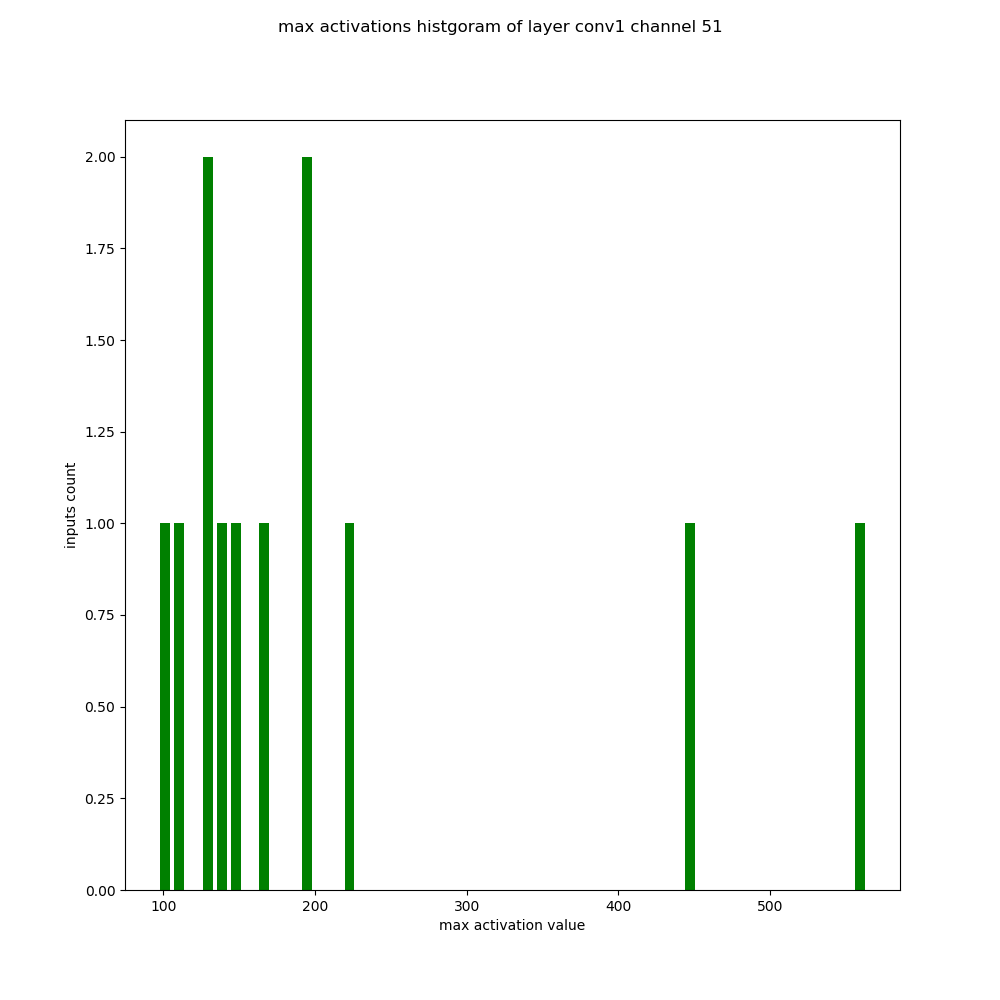 max activations histgoram of layer conv1 channel 51
2.00
1.75
1.50
1.25
1.00
0.75
0.50
0.25
0.00
inputs count
100 200 300 400 500
max activation value